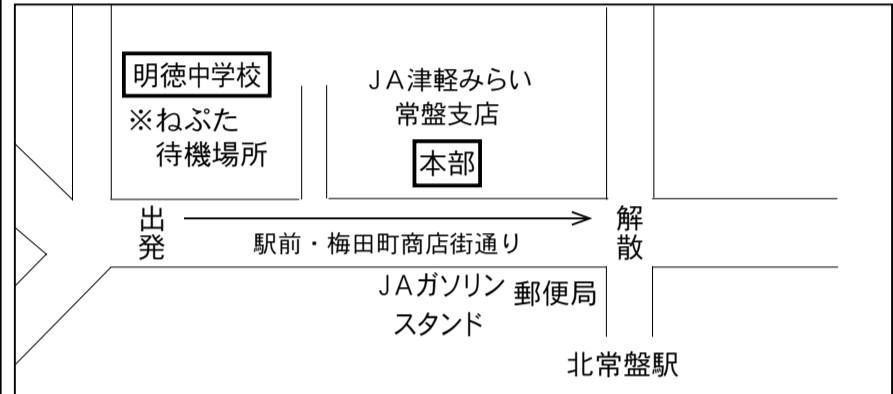 明徳中学校
※ねぷた
待機場所
ＪＡ津軽みらい
常盤支店
本部
出発
駅前・梅田町商店街通り
解散
ＪＡガソリン
スタンド
郵便局
北常盤駅